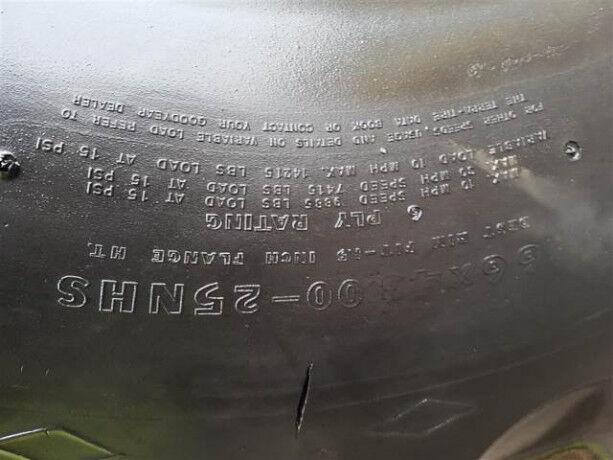 00-25NHS
BEST RIM FIT INCH FLANGE HT.
6 PLY RATING
MAX. 10 MPH SPEED 9885 LBS LOAD AT 15 PSI
MAX. 30 MPH SPEED 7415 LBS LOAD AT 15 PSI
VARIABLE LOAD 10 MPH MAX. 14215 LBS LOAD AT 15 PSI
FOR OTHER SPEEDS, USAGE AND DETAILS ON VARIABLE LOAD REFER TO
THE TERRA-TIRE DATA BOOK OR CONTACT YOUR GOODYEAR DEALER